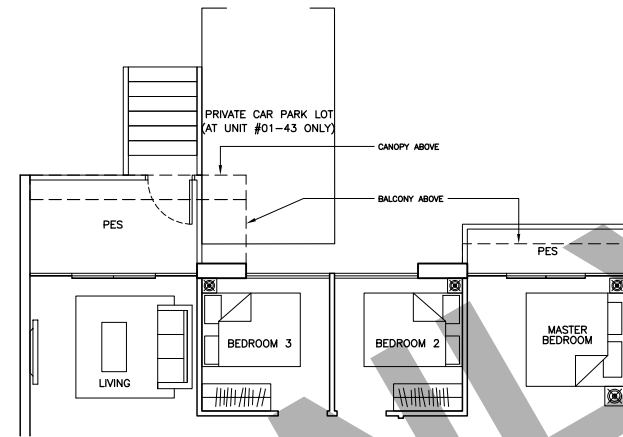 PRIVATE CAR PARK LOT
(AT UNIT #01-43 ONLY)
CANOPY ABOVE
BALCONY ABOVE
PES
PES
BEDROOM 3
BEDROOM 2
MASTER
BEDROOM
LIVING